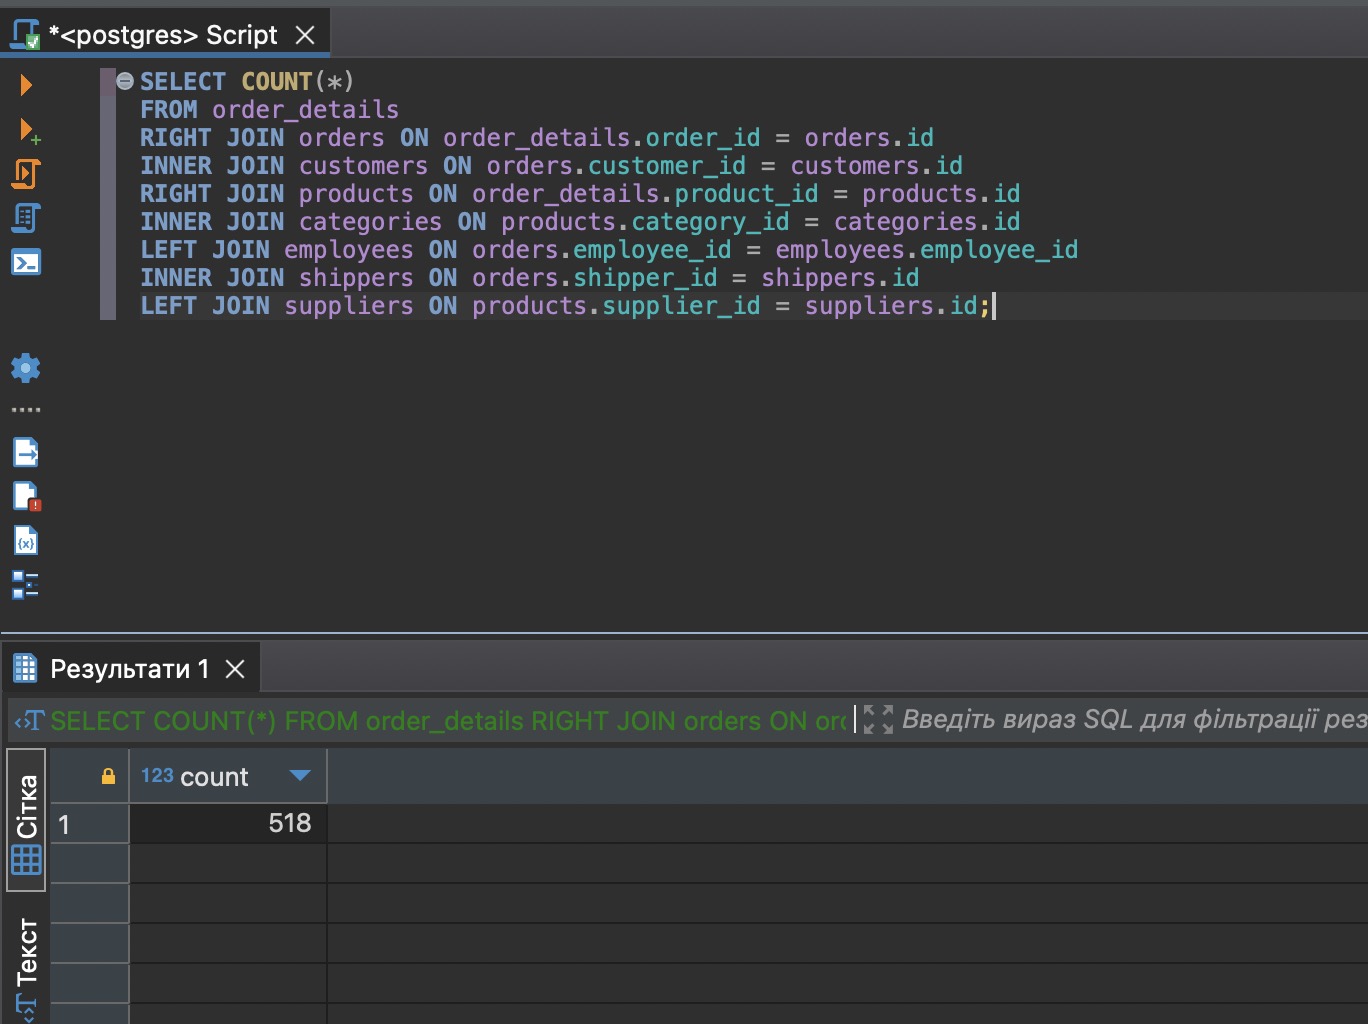 *<postgres> Script
SELECT COUNT(*)
FROM order_details
RIGHT JOIN orders ON order_details.order_id = orders.id
INNER JOIN customers ON orders.customer_id = customers.id
RIGHT JOIN products ON order_details.product_id = products.id
INNER JOIN categories ON products.category_id = categories.id
LEFT JOIN employees ON orders.employee_id = employees.employee_id
INNER JOIN shippers ON orders.shipper_id = shippers.id
LEFT JOIN suppliers ON products.supplier_id = suppliers.id;
Результати 1
SELECT COUNT(*) FROM order_details RIGHT JOIN orders ON orc
Введіть вираз SQL для фільтрації рез
123 count
1 518
Сітка
Текст